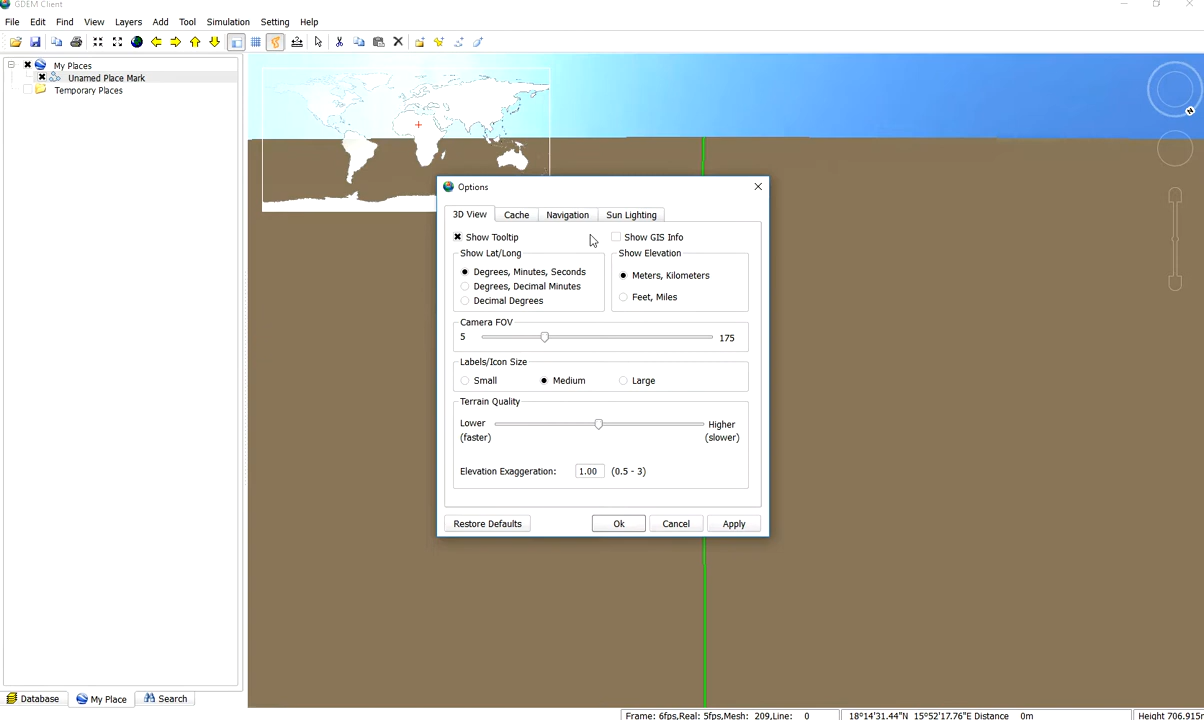 GDEM Client
File Edit Find View Layers Add Tool Simulation Setting Help
My Places
Unamed Place Mark
Temporary Places
Options
3D View Cache Navigation Sun Lighting
Show Tooltip Show GIS Info
Show Lat/Long Show Elevation
Degrees, Minutes, Seconds Meters, Kilometers
Degrees, Decimal Minutes
Decimal Degrees Feet, Miles
Camera FOV
5 175
Labels/Icon Size
Small Medium Large
Terrain Quality
Lower Higher
(faster) (slower)
Elevation Exaggeration: 1.00 (0.5 - 3)
Restore Defaults Ok Cancel Apply
N
Database My Place Search
Frame: 6fps,Real: 5fps,Mesh: 209,Line: 0 18°14'31.44"N 15°52'17.76"E Distance 0m Height 706.915m